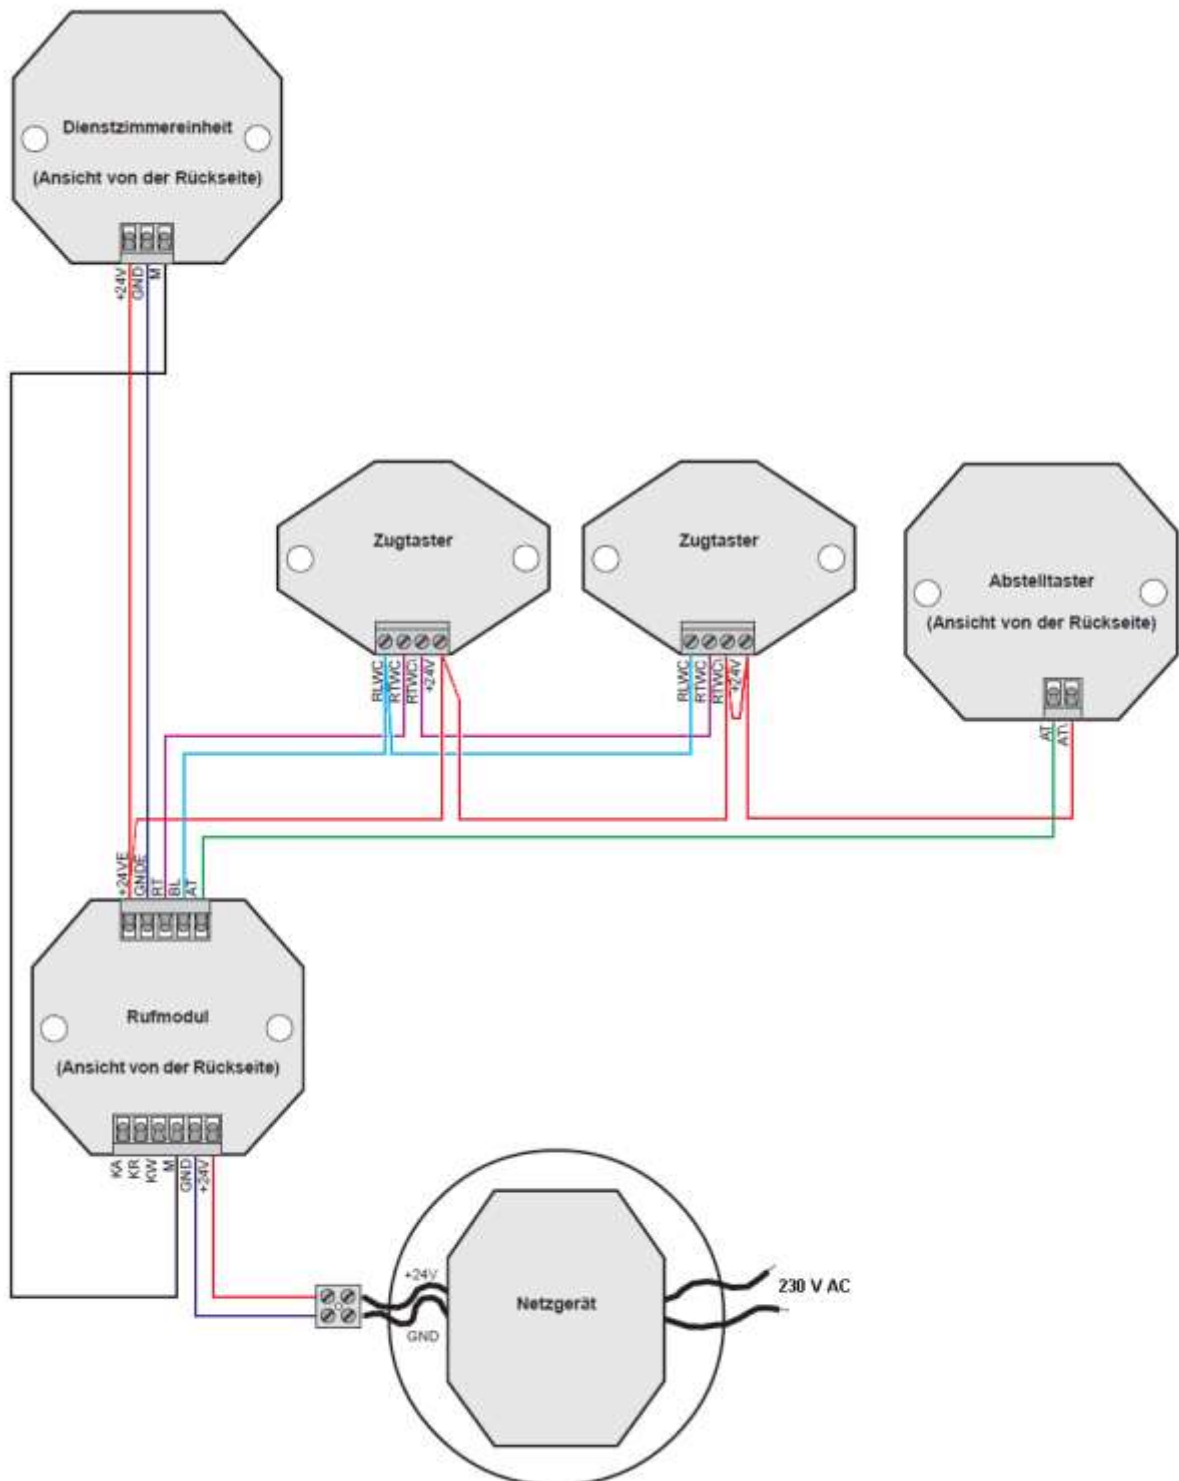 Dienstzimmereinheit
(Ansicht von der Rückseite)
+24V
GND
M
Zugtaster
RLWC
RTWC
RTWC\
+24V
Zugtaster
RLWC
RTWC
RTWC\
+24V
Abstelltaster
(Ansicht von der Rückseite)
AT
AT\
+24VE
GNDE
RT
BL
AT
Rufmodul
(Ansicht von der Rückseite)
KA
KR
KW
M
GND
+24V
+24V
GND
Netzgerät
230 V AC